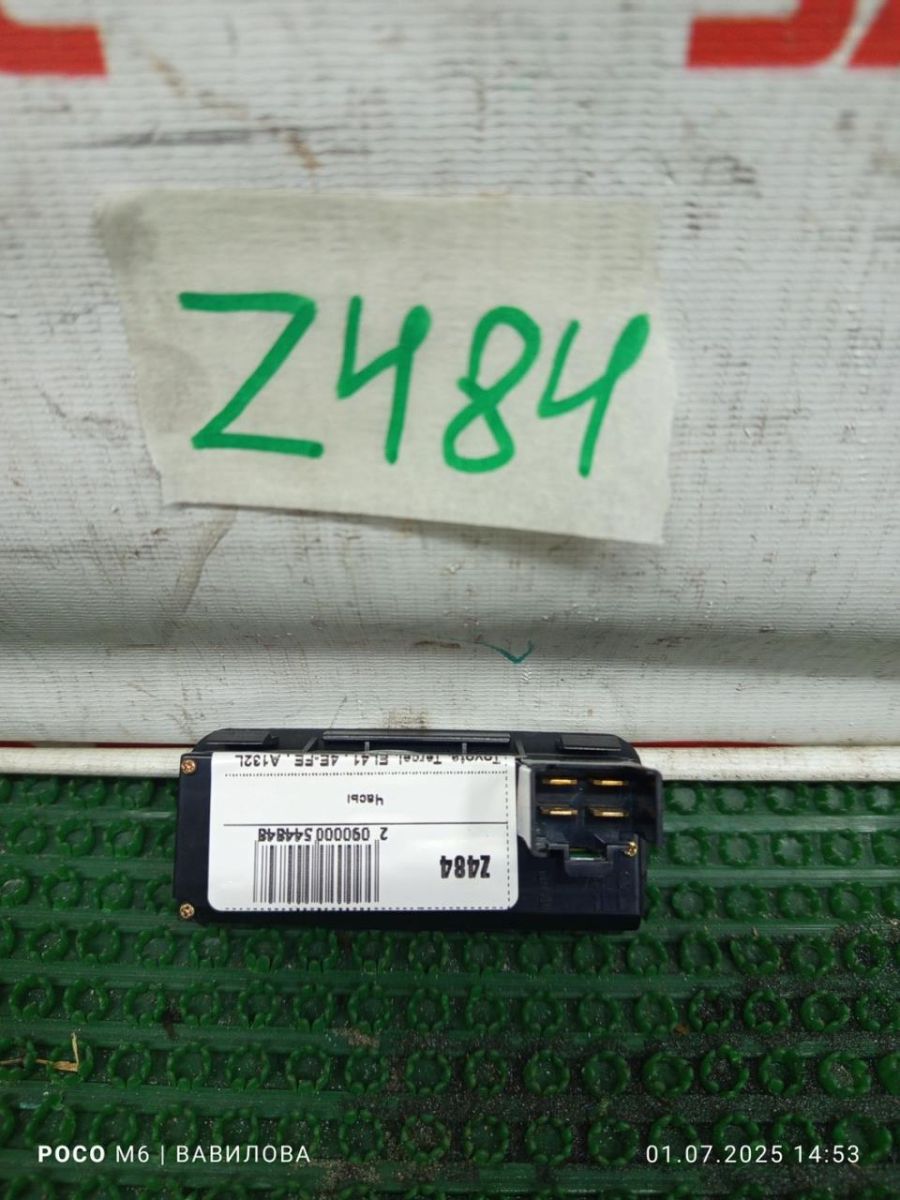 Z484
Z484
2 090000 544848
Часы
Toyota Tercel EL41 , 4E-FE , A132L
POCO M6 | ВАВИЛОВА
01.07.2025 14:53